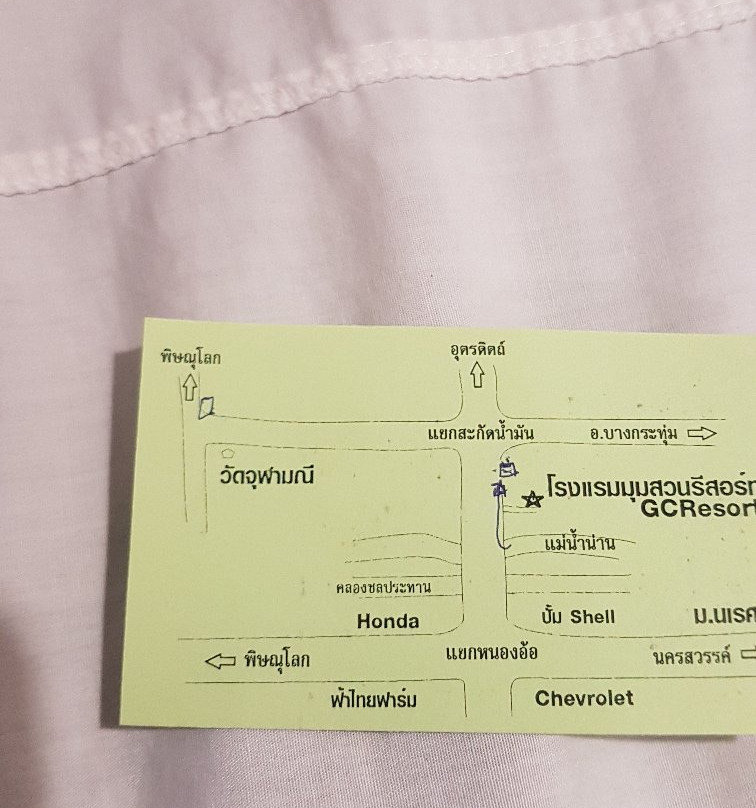 พิษณุโลก
อุตรดิตถ์
แยกสะกัดน้ำมัน
อ.บางกระทุ่ม
วัดจุฬามณี
โรงแรมมุมสวนรีสอร์ท
GCResort
แม่น้ำน่าน
คลองชลประทาน
Honda
ปั๊ม Shell
ม.นเรศ
พิษณุโลก
แยกหนองอ้อ
นครสวรรค์
ฟ้าไทยฟาร์ม
Chevrolet